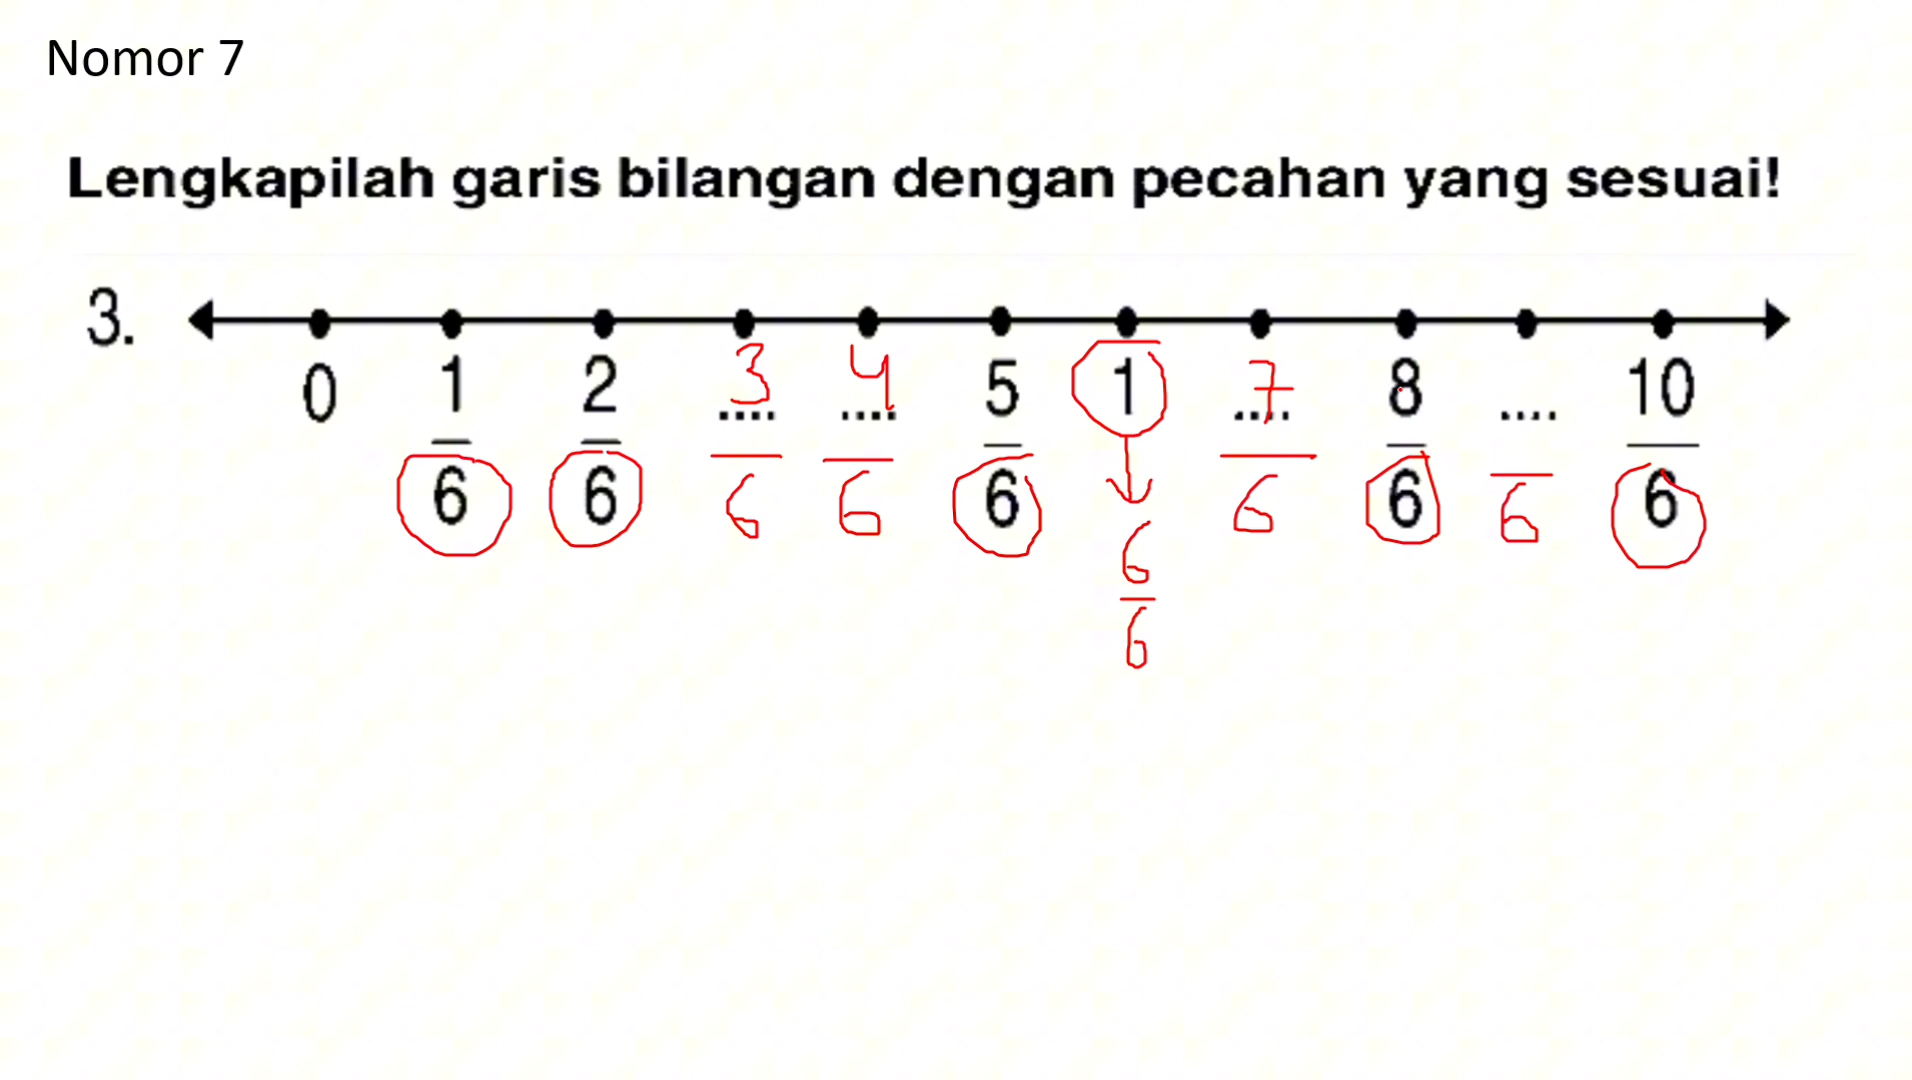 Nomor 7
Lengkapilah garis bilangan dengan pecahan yang sesuai!
3.
0 1/6 2/6 3..../6 4..../6 5/6 1 7..../6 8/6 ..../6 10/6
6/6